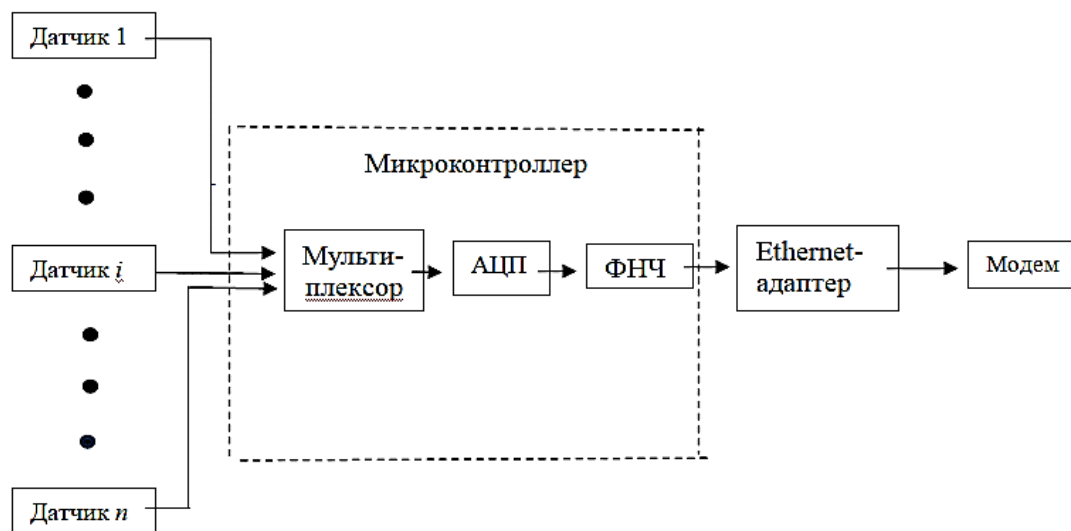 Датчик 1
Микроконтроллер
Датчик i
Мульти-
плексор
АЦП
ФНЧ
Ethernet-
адаптер
Модем
Датчик n